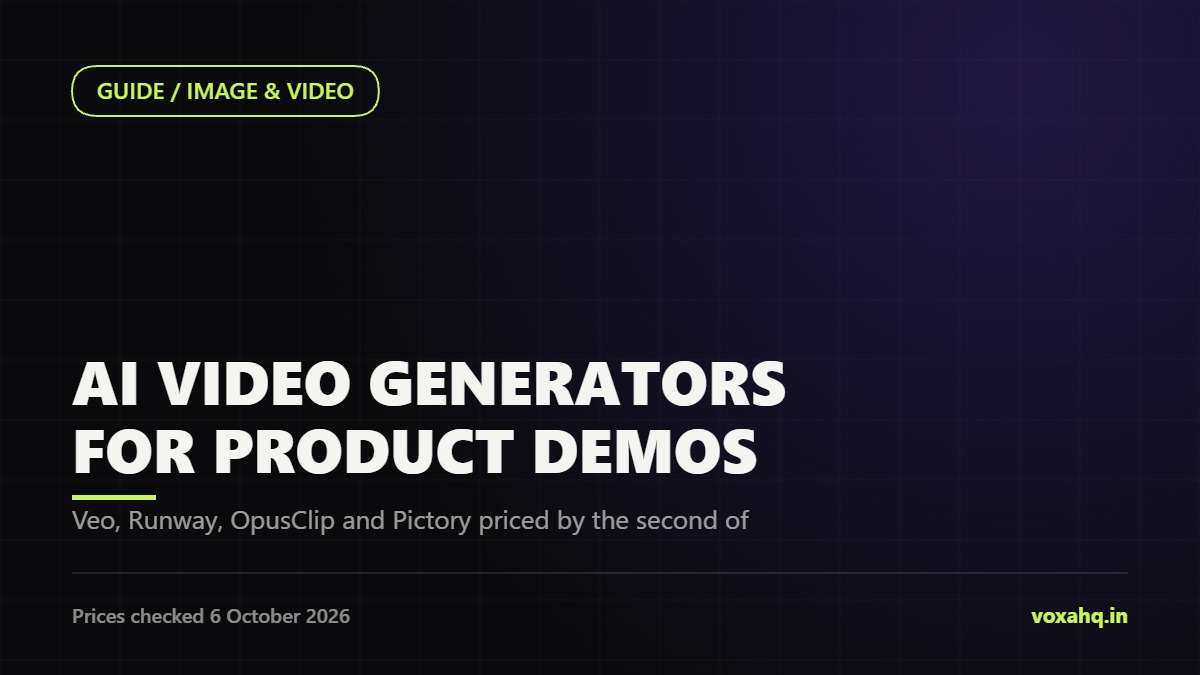 GUIDE / IMAGE & VIDEO
AI VIDEO GENERATORS
FOR PRODUCT DEMOS
Veo, Runway, OpusClip and Pictory priced by the second of
Prices checked 6 October 2026
voxahq.in